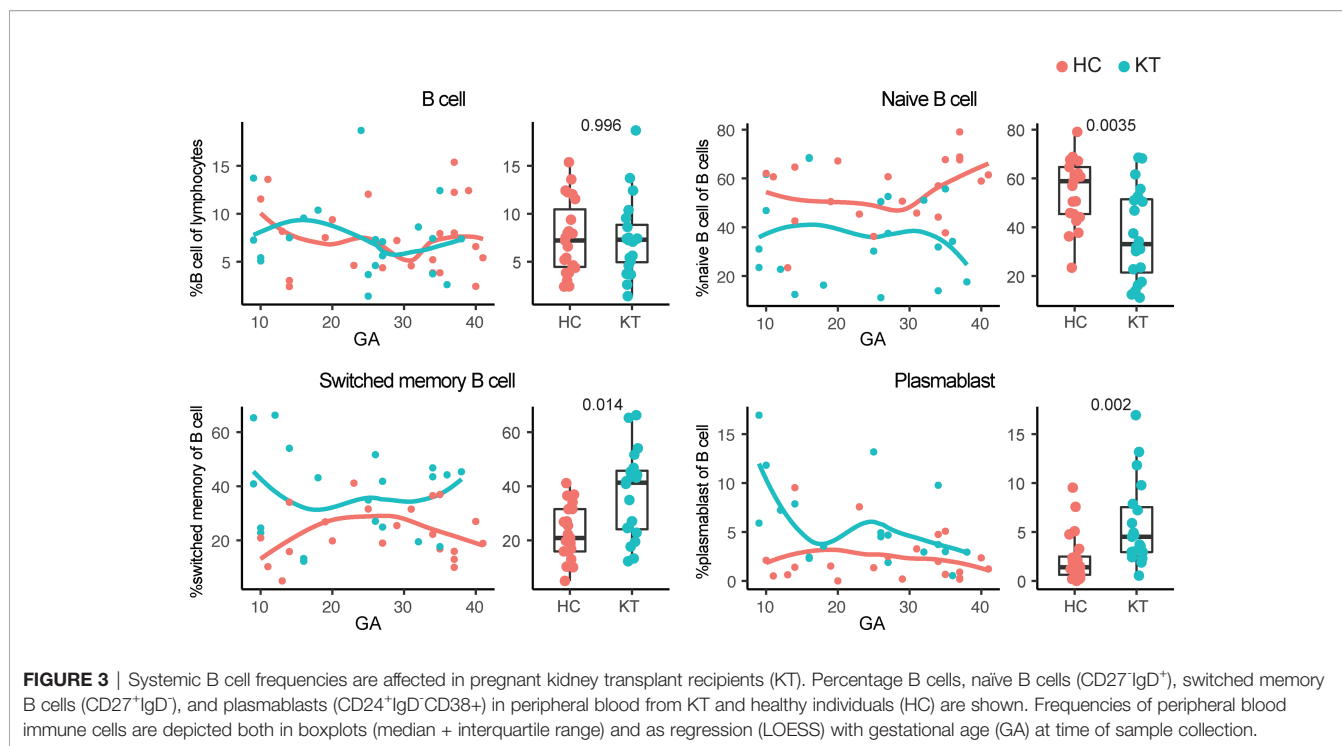 HC KT
B cell
Naive B cell
%B cell of lymphocytes
15
10
5
10 20 30 40
GA
0.996
15
10
5
HC KT
%naive B cell of B cells
80
60
40
20
10 20 30 40
GA
0.0035
80
60
40
20
HC KT
Switched memory B cell
Plasmablast
%switched memory of B cell
60
40
20
10 20 30 40
GA
0.014
60
40
20
HC KT
%plasmablast of B cell
15
10
5
0
10 20 30 40
GA
0.002
15
10
5
0
HC KT
FIGURE 3 | Systemic B cell frequencies are affected in pregnant kidney transplant recipients (KT). Percentage B cells, naïve B cells (CD27⁻IgD⁺), switched memory
B cells (CD27⁺IgD⁻), and plasmablasts (CD24⁺IgD⁻CD38+) in peripheral blood from KT and healthy individuals (HC) are shown. Frequencies of peripheral blood
immune cells are depicted both in boxplots (median + interquartile range) and as regression (LOESS) with gestational age (GA) at time of sample collection.